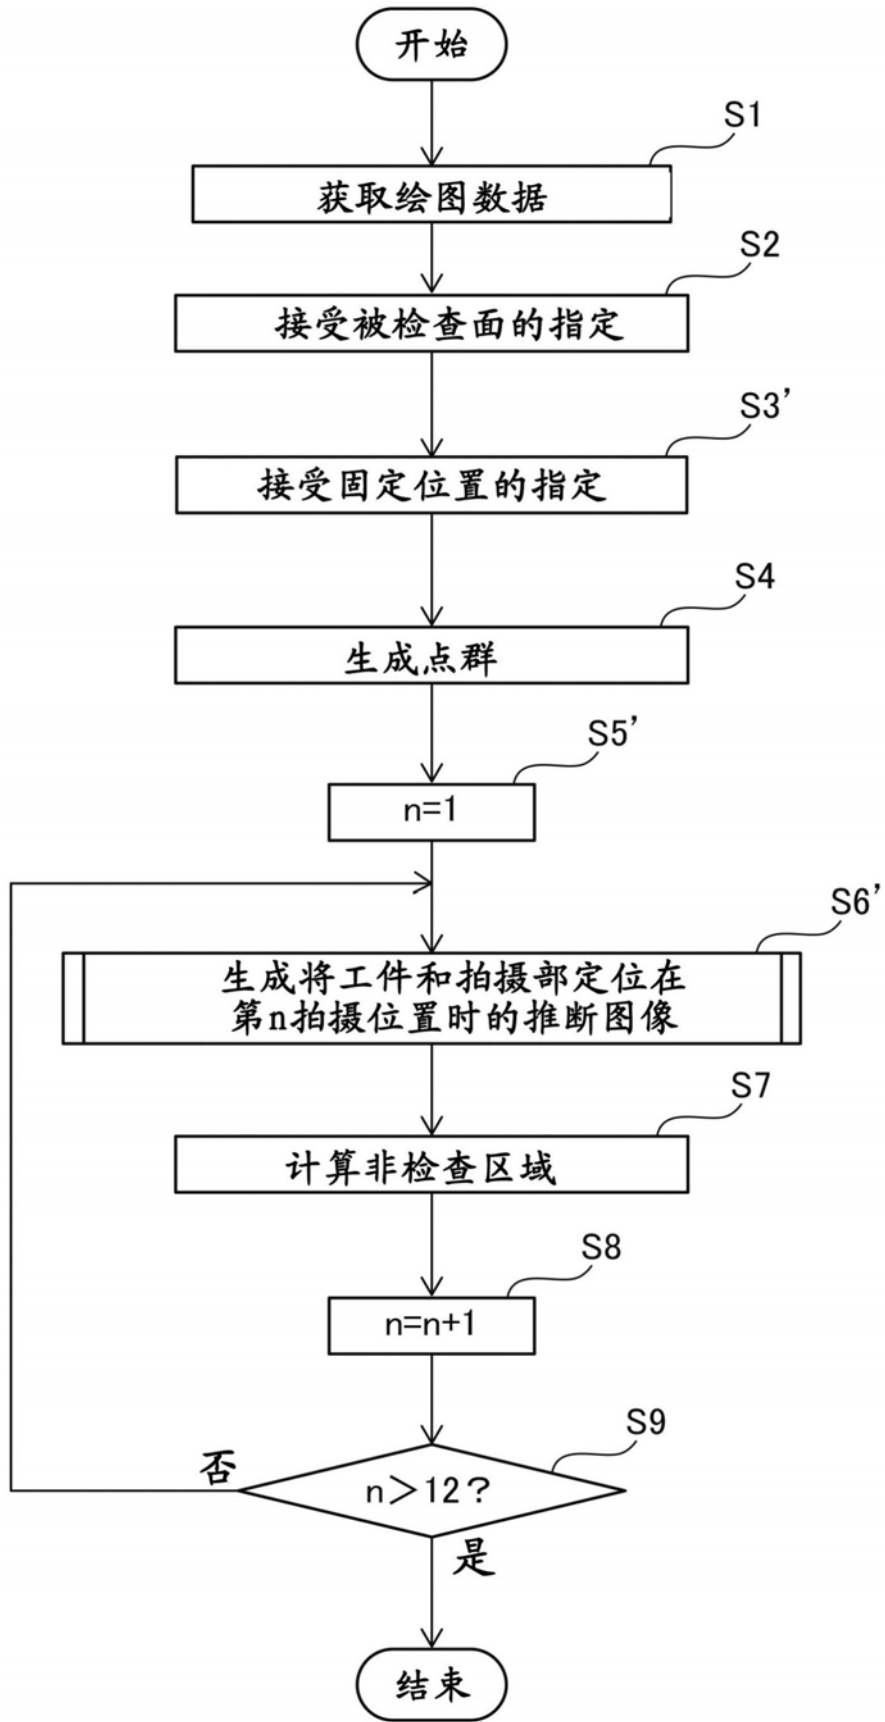 开始
S1
获取绘图数据
S2
接受被检查面的指定
S3’
接受固定位置的指定
S4
生成点群
S5’
n=1
S6’
生成将工件和拍摄部定位在
第n拍摄位置时的推断图像
S7
计算非检查区域
S8
n=n+1
S9
n＞12？
否
是
结束